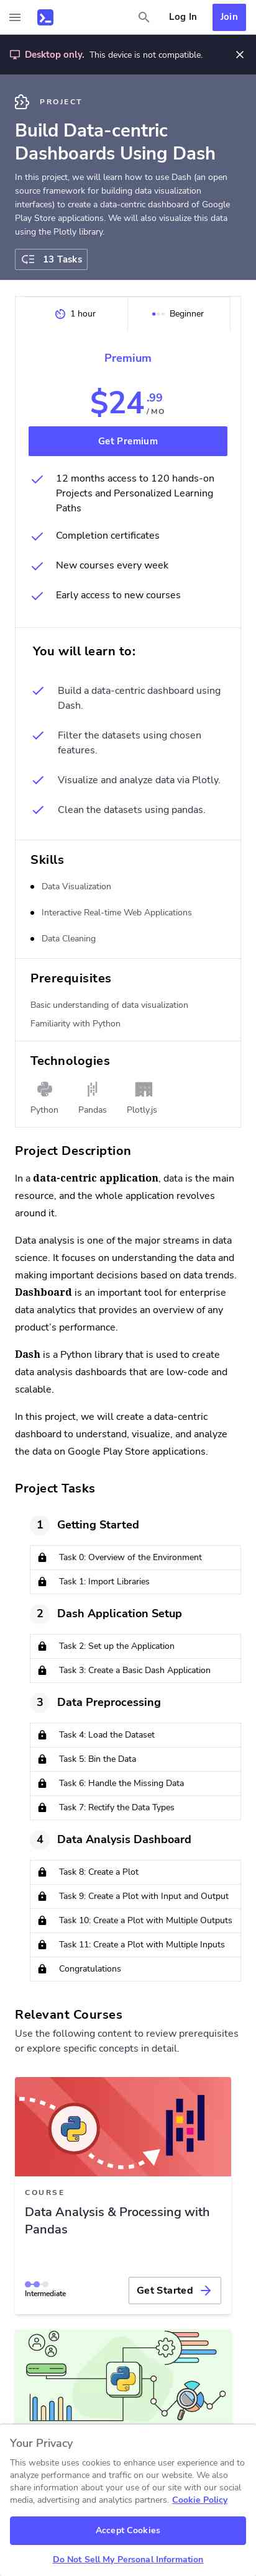 Log In
Join
Desktop only. This device is not compatible.
PROJECT
Build Data-centric
Dashboards Using Dash
In this project, we will learn how to use Dash (an open
source framework for building data visualization
interfaces) to create a data-centric dashboard of Google
Play Store applications. We will also visualize this data
using the Plotly library.
13 Tasks
1 hour
Beginner
Premium
$24.99
/MO
Get Premium
12 months access to 120 hands-on
Projects and Personalized Learning
Paths
Completion certificates
New courses every week
Early access to new courses
You will learn to:
Build a data-centric dashboard using
Dash.
Filter the datasets using chosen
features.
Visualize and analyze data via Plotly.
Clean the datasets using pandas.
Skills
Data Visualization
Interactive Real-time Web Applications
Data Cleaning
Prerequisites
Basic understanding of data visualization
Familiarity with Python
Technologies
Python
Pandas
Plotly.js
Project Description
In a data-centric application, data is the main
resource, and the whole application revolves
around it.
Data analysis is one of the major streams in data
science. It focuses on understanding the data and
making important decisions based on data trends.
Dashboard is an important tool for enterprise
data analytics that provides an overview of any
product’s performance.
Dash is a Python library that is used to create
data analysis dashboards that are low-code and
scalable.
In this project, we will create a data-centric
dashboard to understand, visualize, and analyze
the data on Google Play Store applications.
Project Tasks
1 Getting Started
Task 0: Overview of the Environment
Task 1: Import Libraries
2 Dash Application Setup
Task 2: Set up the Application
Task 3: Create a Basic Dash Application
3 Data Preprocessing
Task 4: Load the Dataset
Task 5: Bin the Data
Task 6: Handle the Missing Data
Task 7: Rectify the Data Types
4 Data Analysis Dashboard
Task 8: Create a Plot
Task 9: Create a Plot with Input and Output
Task 10: Create a Plot with Multiple Outputs
Task 11: Create a Plot with Multiple Inputs
Congratulations
Relevant Courses
Use the following content to review prerequisites
or explore specific concepts in detail.
COURSE
Data Analysis & Processing with
Pandas
Intermediate
Get Started
Your Privacy
This website uses cookies to enhance user experience and to
analyze performance and traffic on our website. We also
share information about your use of our site with our social
media, advertising and analytics partners. Cookie Policy
Accept Cookies
Do Not Sell My Personal Information